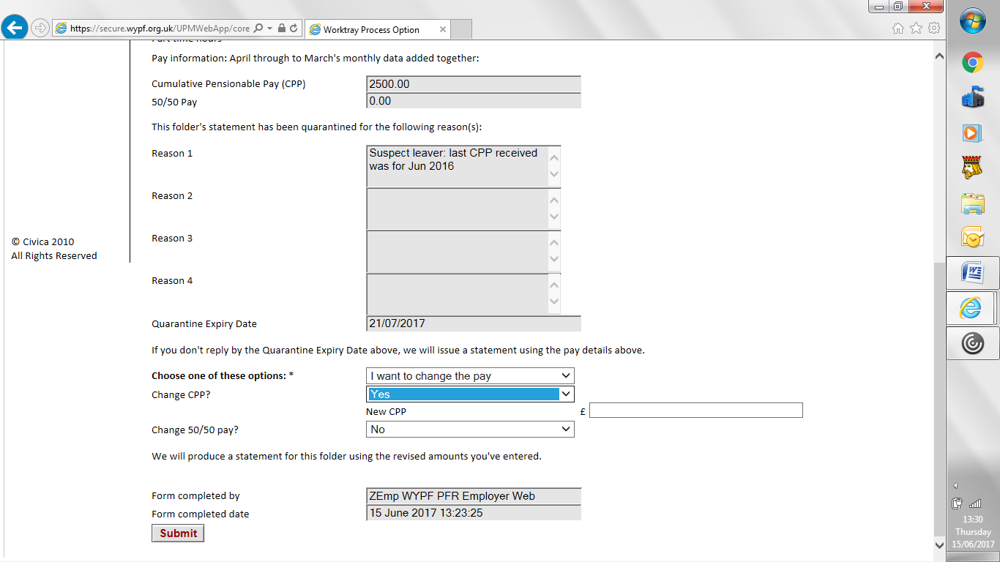 https://secure.wypf.org.uk/UPMWebApp/core
Worktray Process Option
Part time hours
Pay information: April through to March's monthly data added together:
Cumulative Pensionable Pay (CPP) 2500.00
50/50 Pay 0.00
This folder's statement has been quarantined for the following reason(s):
Reason 1 Suspect leaver: last CPP received
was for Jun 2016
Reason 2
Reason 3
© Civica 2010
All Rights Reserved
Reason 4
Quarantine Expiry Date 21/07/2017
If you don't reply by the Quarantine Expiry Date above, we will issue a statement using the pay details above.
Choose one of these options: * I want to change the pay
Change CPP? Yes
New CPP £
Change 50/50 pay? No
We will produce a statement for this folder using the revised amounts you've entered.
Form completed by ZEmp WYPF PFR Employer Web
Form completed date 15 June 2017 13:23:25
Submit
13:30
Thursday
15/06/2017